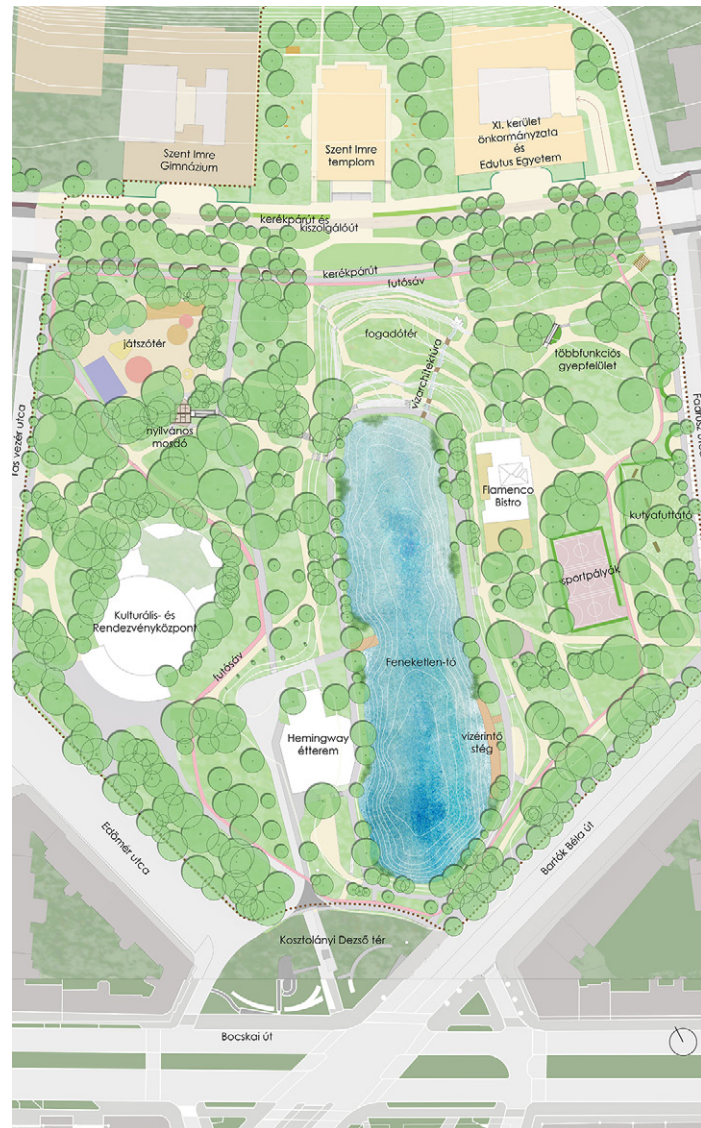 Szent Imre
Gimnázium
Szent Imre
templom
XI. kerület
önkormányzata
és
Edutus Egyetem
kerékpárút és
kiszolgálóút
kerékpárút
futósáv
játszótér
fogadótér
vízarchitektúra
többfunkciós
gyepfelület
nyilvános
mosdó
Flamenco
Bistro
kutyafuttató
sportpályák
Kulturális- és
Rendezvényközpont
futósáv
Feneketlen-tó
Hemingway
étterem
vízérintő
stég
vezér utca
Edömér utca
Bartók Béla út
Kosztolányi Dezső tér
Bocskai út